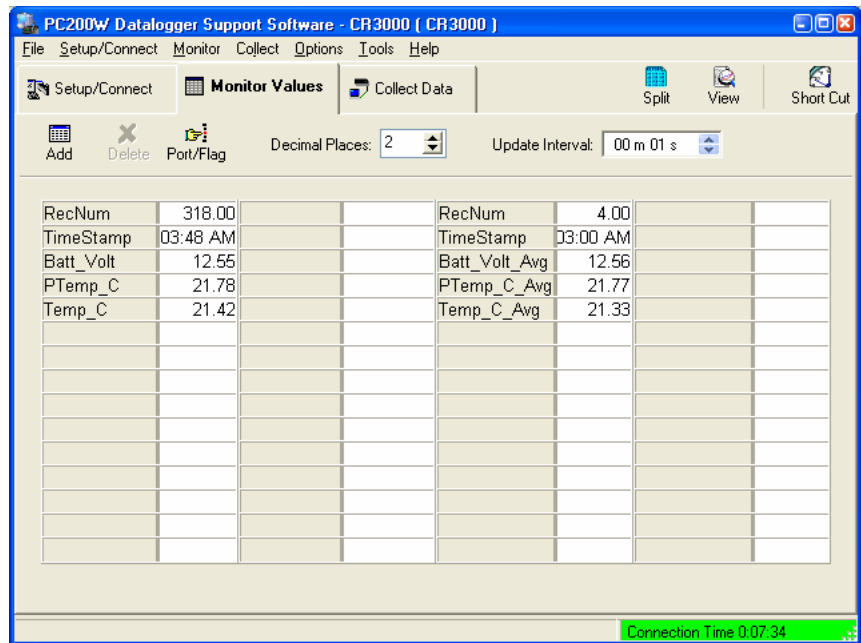 PC200W Datalogger Support Software - CR3000 ( CR3000 )
File Setup/Connect Monitor Collect Options Tools Help
Setup/Connect Monitor Values Collect Data Split View Short Cut
Add Delete Port/Flag Decimal Places: 2 Update Interval: 00 m 01 s
RecNum 318.00 RecNum 4.00
TimeStamp 03:48 AM TimeStamp 03:00 AM
Batt_Volt 12.55 Batt_Volt_Avg 12.56
PTemp_C 21.78 PTemp_C_Avg 21.77
Temp_C 21.42 Temp_C_Avg 21.33
Connection Time 0:07:34